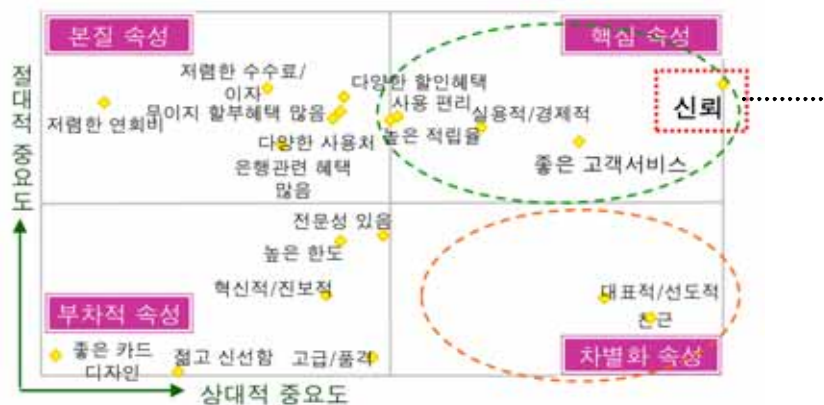 본질 속성
핵심 속성
절대적 중요도
저렴한 수수료/
이자
다양한 할인혜택
사용 편리
무이자 할부혜택 많음
저렴한 연회비
실용적/경제적
신뢰
높은 적립율
다양한 사용처
은행관련 혜택
많음
좋은 고객서비스
전문성 있음
높은 한도
혁신적/진보적
대표적/선도적
친근
부차적 속성
차별화 속성
좋은 카드
디자인
젊고 신선함
고급/품격
상대적 중요도